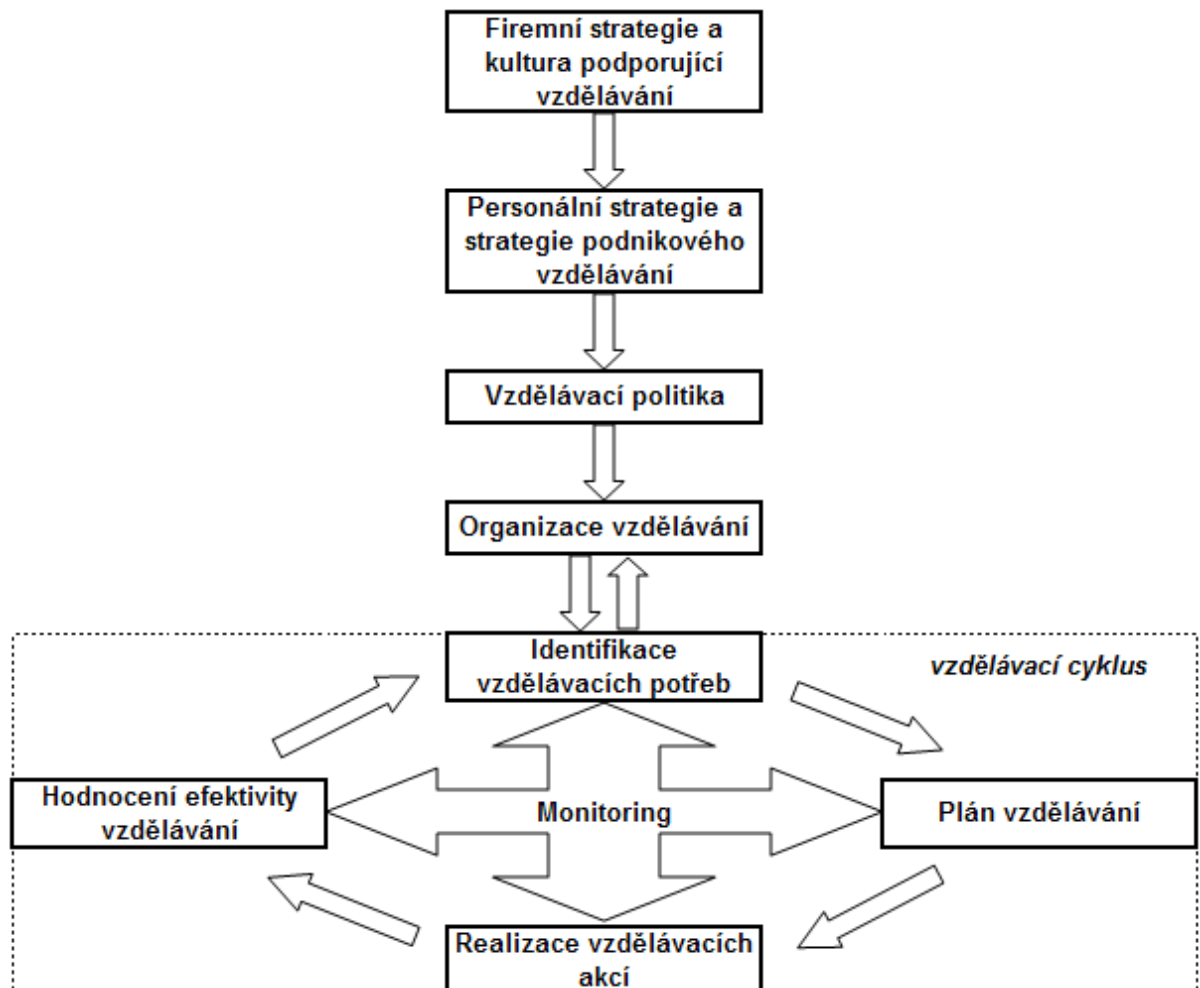 Firemní strategie a
kultura podporující
vzdělávání
Personální strategie a
strategie podnikového
vzdělávání
Vzdělávací politika
Organizace vzdělávání
Identifikace
vzdělávacích potřeb
vzdělávací cyklus
Hodnocení efektivity
vzdělávání
Monitoring
Plán vzdělávání
Realizace vzdělávacích
akcí